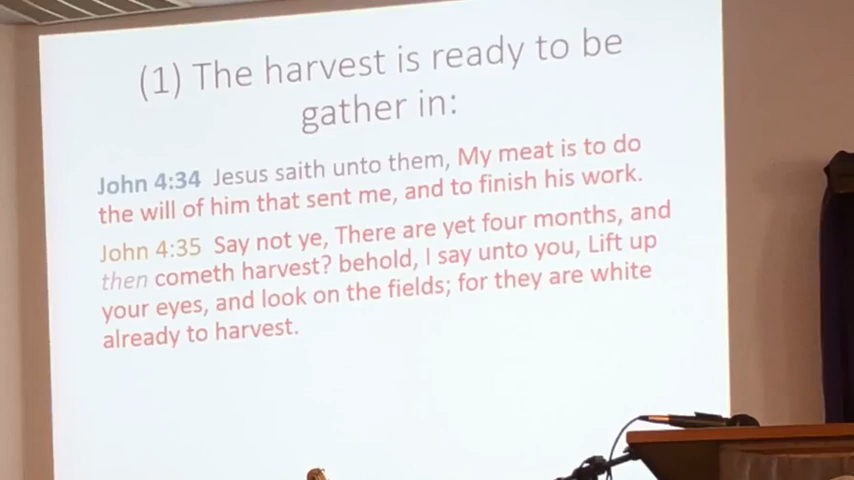 (1) The harvest is ready to be
gather in:
John 4:34 Jesus saith unto them, My meat is to do
the will of him that sent me, and to finish his work.
John 4:35 Say not ye, There are yet four months, and
then cometh harvest? behold, I say unto you, Lift up
your eyes, and look on the fields; for they are white
already to harvest.